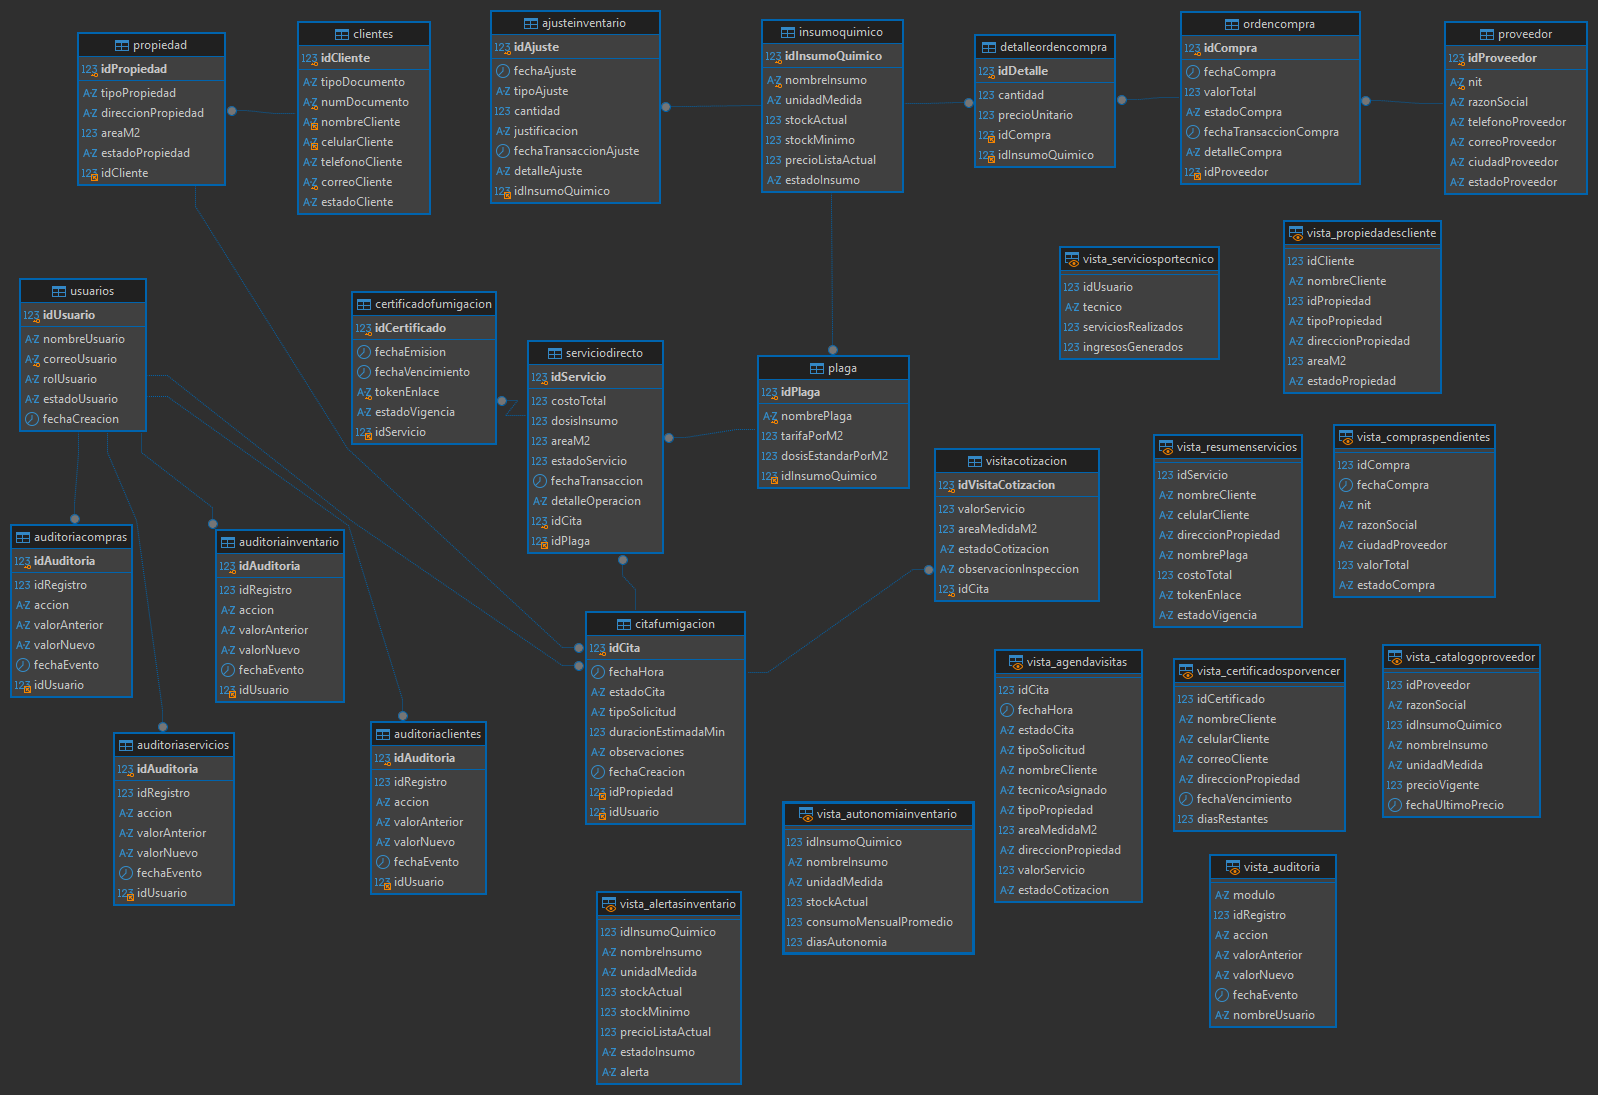 propiedad
idPropiedad
tipoPropiedad
direccionPropiedad
areaM2
estadoPropiedad
idCliente
clientes
idCliente
tipoDocumento
numDocumento
nombreCliente
celularCliente
telefonoCliente
correoCliente
estadoCliente
ajusteinventario
idAjuste
fechaAjuste
tipoAjuste
cantidad
justificacion
fechaTransaccionAjuste
detalleAjuste
idInsumoQuimico
insumoquimico
idInsumoQuimico
nombreInsumo
unidadMedida
stockActual
stockMinimo
precioListaActual
estadoInsumo
detalleordencompra
idDetalle
cantidad
precioUnitario
idCompra
idInsumoQuimico
ordencompra
idCompra
fechaCompra
valorTotal
estadoCompra
fechaTransaccionCompra
detalleCompra
idProveedor
proveedor
idProveedor
nit
razonSocial
telefonoProveedor
correoProveedor
ciudadProveedor
estadoProveedor
vista_serviciosportecnico
idUsuario
tecnico
serviciosRealizados
ingresosGenerados
vista_propiedadescliente
idCliente
nombreCliente
idPropiedad
tipoPropiedad
direccionPropiedad
areaM2
estadoPropiedad
usuarios
idUsuario
nombreUsuario
correoUsuario
rolUsuario
estadoUsuario
fechaCreacion
certificadofumigacion
idCertificado
fechaEmision
fechaVencimiento
tokenEnlace
estadoVigencia
idServicio
serviciodirecto
idServicio
costoTotal
dosisInsumo
areaM2
estadoServicio
fechaTransaccion
detalleOperacion
idCita
idPlaga
plaga
idPlaga
nombrePlaga
tarifaPorM2
dosisEstandarPorM2
idInsumoQuimico
visitacotizacion
idVisitaCotizacion
valorServicio
areaMedidaM2
estadoCotizacion
observacionInspeccion
idCita
vista_resumenservicios
idServicio
nombreCliente
celularCliente
direccionPropiedad
nombrePlaga
costoTotal
tokenEnlace
estadoVigencia
vista_compraspendientes
idCompra
fechaCompra
nit
razonSocial
ciudadProveedor
valorTotal
estadoCompra
auditoriacompras
idAuditoria
idRegistro
accion
valorAnterior
valorNuevo
fechaEvento
idUsuario
auditoriainventario
idAuditoria
idRegistro
accion
valorAnterior
valorNuevo
fechaEvento
idUsuario
citafumigacion
idCita
fechaHora
estadoCita
tipoSolicitud
duracionEstimadaMin
observaciones
fechaCreacion
idPropiedad
idUsuario
auditoriaservicios
idAuditoria
idRegistro
accion
valorAnterior
valorNuevo
fechaEvento
idUsuario
auditoriaclientes
idAuditoria
idRegistro
accion
valorAnterior
valorNuevo
fechaEvento
idUsuario
vista_agendavisitas
idCita
fechaHora
estadoCita
tipoSolicitud
nombreCliente
tecnicoAsignado
tipoPropiedad
areaMedidaM2
direccionPropiedad
valorServicio
estadoCotizacion
vista_certificadosporvencer
idCertificado
nombreCliente
celularCliente
correoCliente
direccionPropiedad
fechaVencimiento
diasRestantes
vista_catalogoproveedor
idProveedor
razonSocial
idInsumoQuimico
nombreInsumo
unidadMedida
precioVigente
fechaUltimoPrecio
vista_autonomiainventario
idInsumoQuimico
nombreInsumo
unidadMedida
stockActual
consumoMensualPromedio
diasAutonomia
vista_alertasinventario
idInsumoQuimico
nombreInsumo
unidadMedida
stockActual
stockMinimo
precioListaActual
estadoInsumo
alerta
vista_auditoria
modulo
idRegistro
accion
valorAnterior
valorNuevo
fechaEvento
nombreUsuario